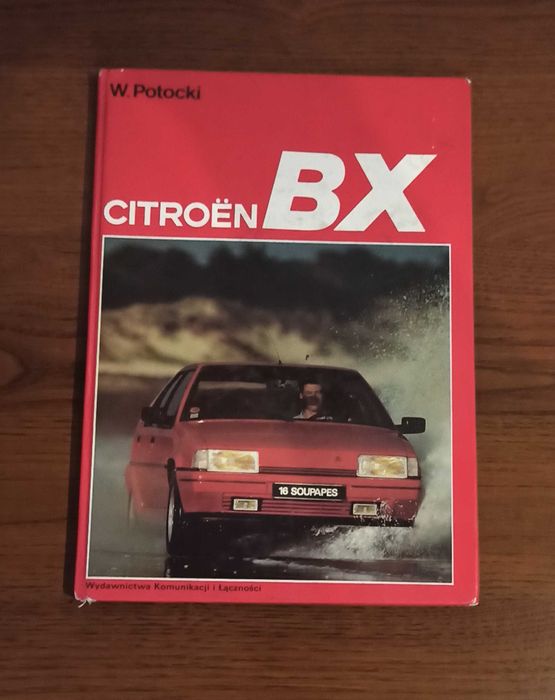 W. Potocki
CITROËN BX
16 SOUPAPES
Wydawnictwa Komunikacji i Łączności